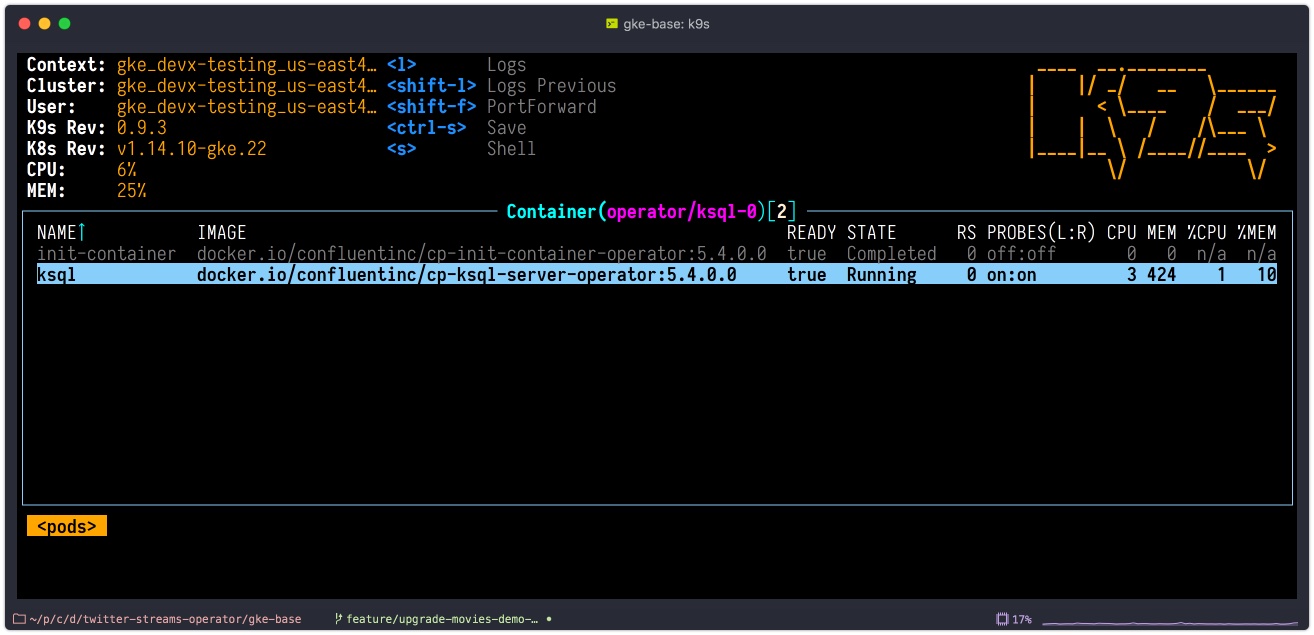 gke-base: k9s
Context: gke_devx-testing_us-east4… <l> Logs
Cluster: gke_devx-testing_us-east4… <shift-l> Logs Previous
User: gke_devx-testing_us-east4… <shift-f> PortForward
K9s Rev: 0.9.3 <ctrl-s> Save
K8s Rev: v1.14.10-gke.22 <s> Shell
CPU: 6%
MEM: 25%
Container(operator/ksql-0)[2]
NAME↑ IMAGE READY STATE RS PROBES(L:R) CPU MEM %CPU %MEM
init-container docker.io/confluentinc/cp-init-container-operator:5.4.0.0 true Completed 0 off:off 0 0 n/a n/a
ksql docker.io/confluentinc/cp-ksql-server-operator:5.4.0.0 true Running 0 on:on 3 424 1 10
<pods>
~/p/c/d/twitter-streams-operator/gke-base feature/upgrade-movies-demo-… • 17%